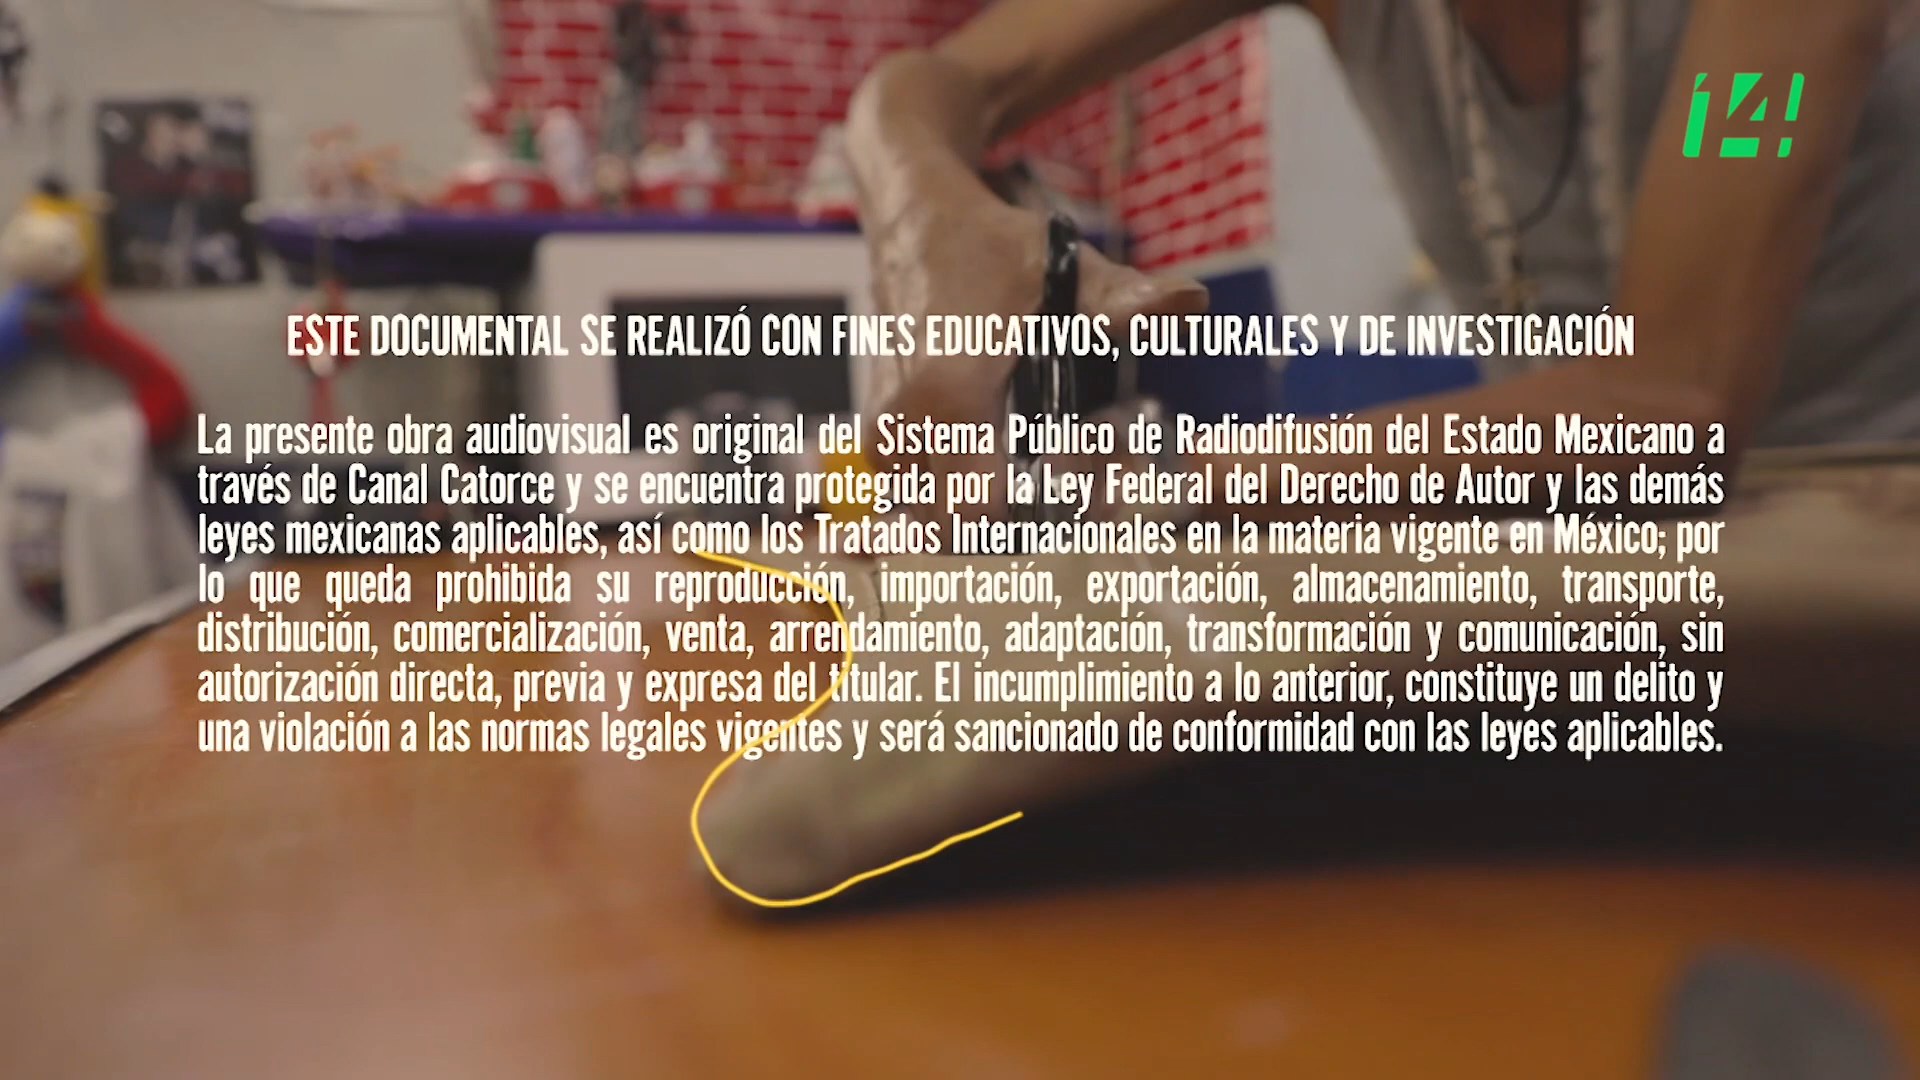 14!
ESTE DOCUMENTAL SE REALIZÓ CON FINES EDUCATIVOS, CULTURALES Y DE INVESTIGACIÓN
La presente obra audiovisual es original del Sistema Público de Radiodifusión del Estado Mexicano a
través de Canal Catorce y se encuentra protegida por la Ley Federal del Derecho de Autor y las demás
leyes mexicanas aplicables, así como los Tratados Internacionales en la materia vigente en México; por
lo que queda prohibida su reproducción, importación, exportación, almacenamiento, transporte,
distribución, comercialización, venta, arrendamiento, adaptación, transformación y comunicación, sin
autorización directa, previa y expresa del titular. El incumplimiento a lo anterior, constituye un delito y
una violación a las normas legales vigentes y será sancionado de conformidad con las leyes aplicables.